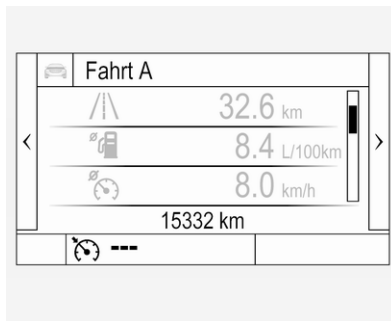 Fahrt A
32.6 km
ø 8.4 L/100km
ø 8.0 km/h
15332 km
---